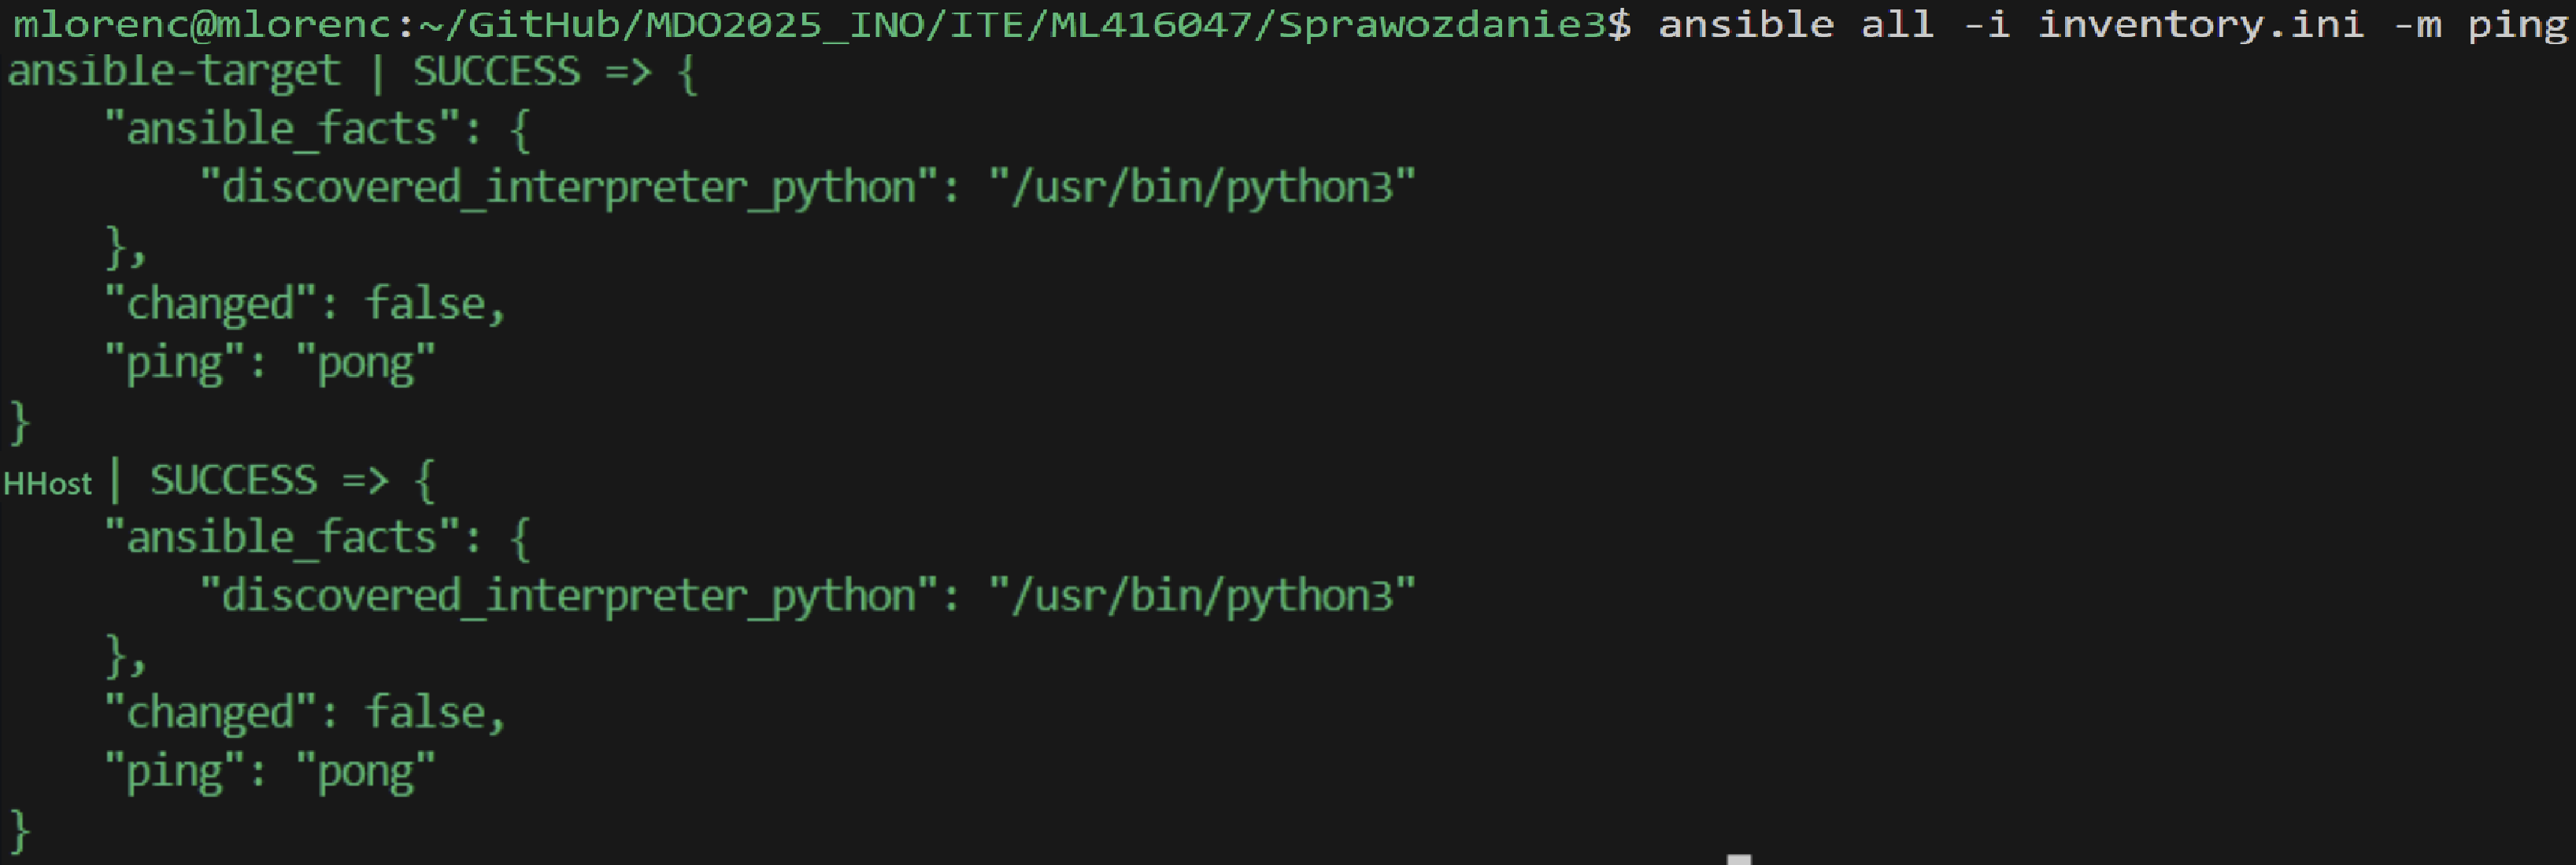 mlorenc@mlorenc:~/GitHub/MDO2025_INO/ITE/ML416047/Sprawozdanie3$ ansible all -i inventory.ini -m ping
ansible-target | SUCCESS => {
    "ansible_facts": {
        "discovered_interpreter_python": "/usr/bin/python3"
    },
    "changed": false,
    "ping": "pong"
}
HHost | SUCCESS => {
    "ansible_facts": {
        "discovered_interpreter_python": "/usr/bin/python3"
    },
    "changed": false,
    "ping": "pong"
}